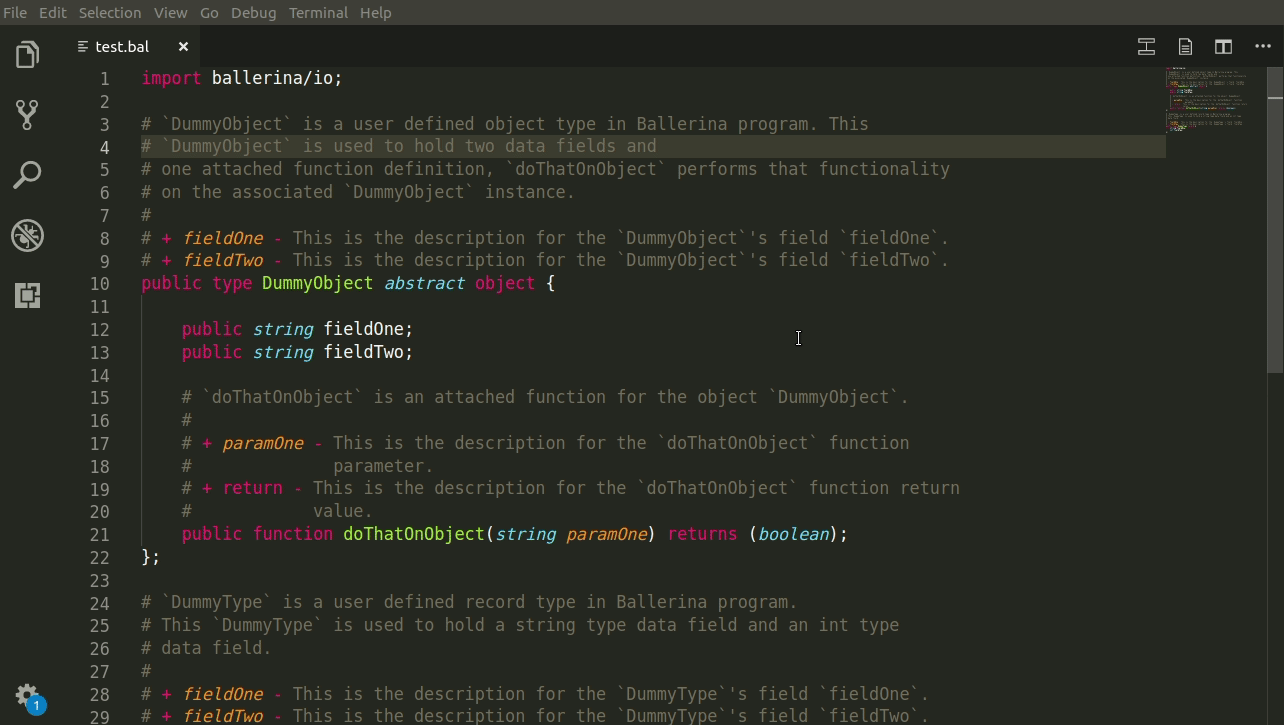 File Edit Selection View Go Debug Terminal Help
test.bal ×
1 import ballerina/io;
2
3 # `DummyObject` is a user defined object type in Ballerina program. This
4 # `DummyObject` is used to hold two data fields and
5 # one attached function definition, `doThatOnObject` performs that functionality
6 # on the associated `DummyObject` instance.
7 #
8 # + fieldOne - This is the description for the `DummyObject`'s field `fieldOne`.
9 # + fieldTwo - This is the description for the `DummyObject`'s field `fieldTwo`.
10 public type DummyObject abstract object {
11
12     public string fieldOne;
13     public string fieldTwo;
14
15     # `doThatOnObject` is an attached function for the object `DummyObject`.
16     #
17     # + paramOne - This is the description for the `doThatOnObject` function
18     #              parameter.
19     # + return - This is the description for the `doThatOnObject` function return
20     #            value.
21     public function doThatOnObject(string paramOne) returns (boolean);
22 };
23
24 # `DummyType` is a user defined record type in Ballerina program.
25 # This `DummyType` is used to hold a string type data field and an int type
26 # data field.
27 #
28 # + fieldOne - This is the description for the `DummyType`'s field `fieldOne`.
29 # + fieldTwo - This is the description for the `DummyType`'s field `fieldTwo`.
1